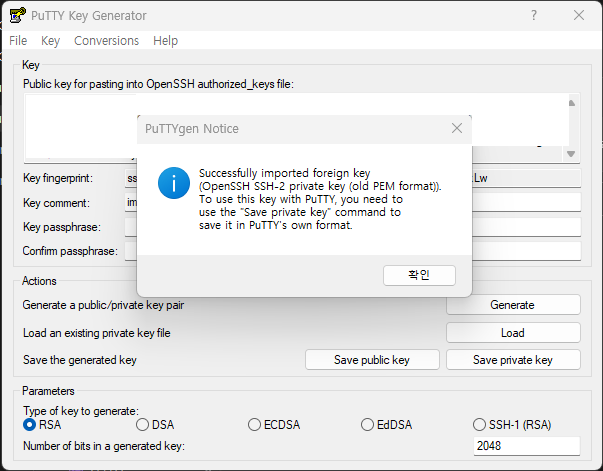 PuTTY Key Generator
?
File Key Conversions Help
Key
Public key for pasting into OpenSSH authorized_keys file:
PuTTYgen Notice
Successfully imported foreign key
(OpenSSH SSH-2 private key (old PEM format)).
To use this key with PuTTY, you need to
use the "Save private key" command to
save it in PuTTY's own format.
확인
Key fingerprint: ss Lw
Key comment: im
Key passphrase:
Confirm passphrase:
Actions
Generate a public/private key pair Generate
Load an existing private key file Load
Save the generated key Save public key Save private key
Parameters
Type of key to generate:
RSA DSA ECDSA EdDSA SSH-1 (RSA)
Number of bits in a generated key: 2048